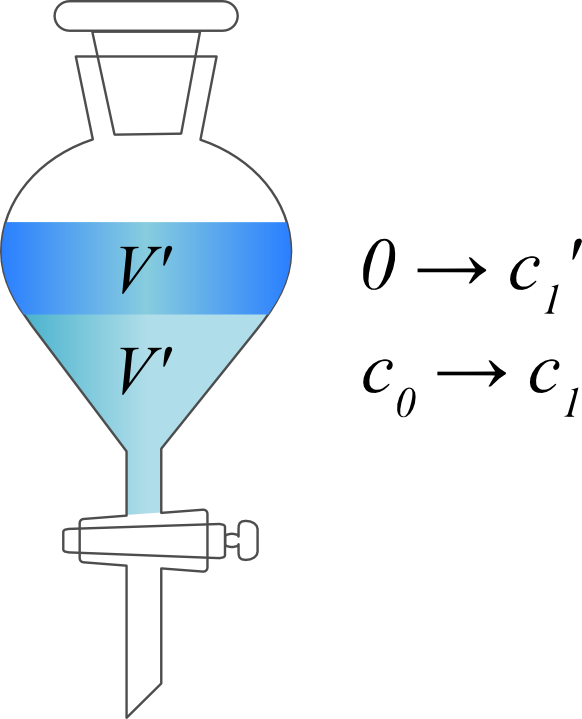 V'
0 → c₁'
V'
c₀ → c₁